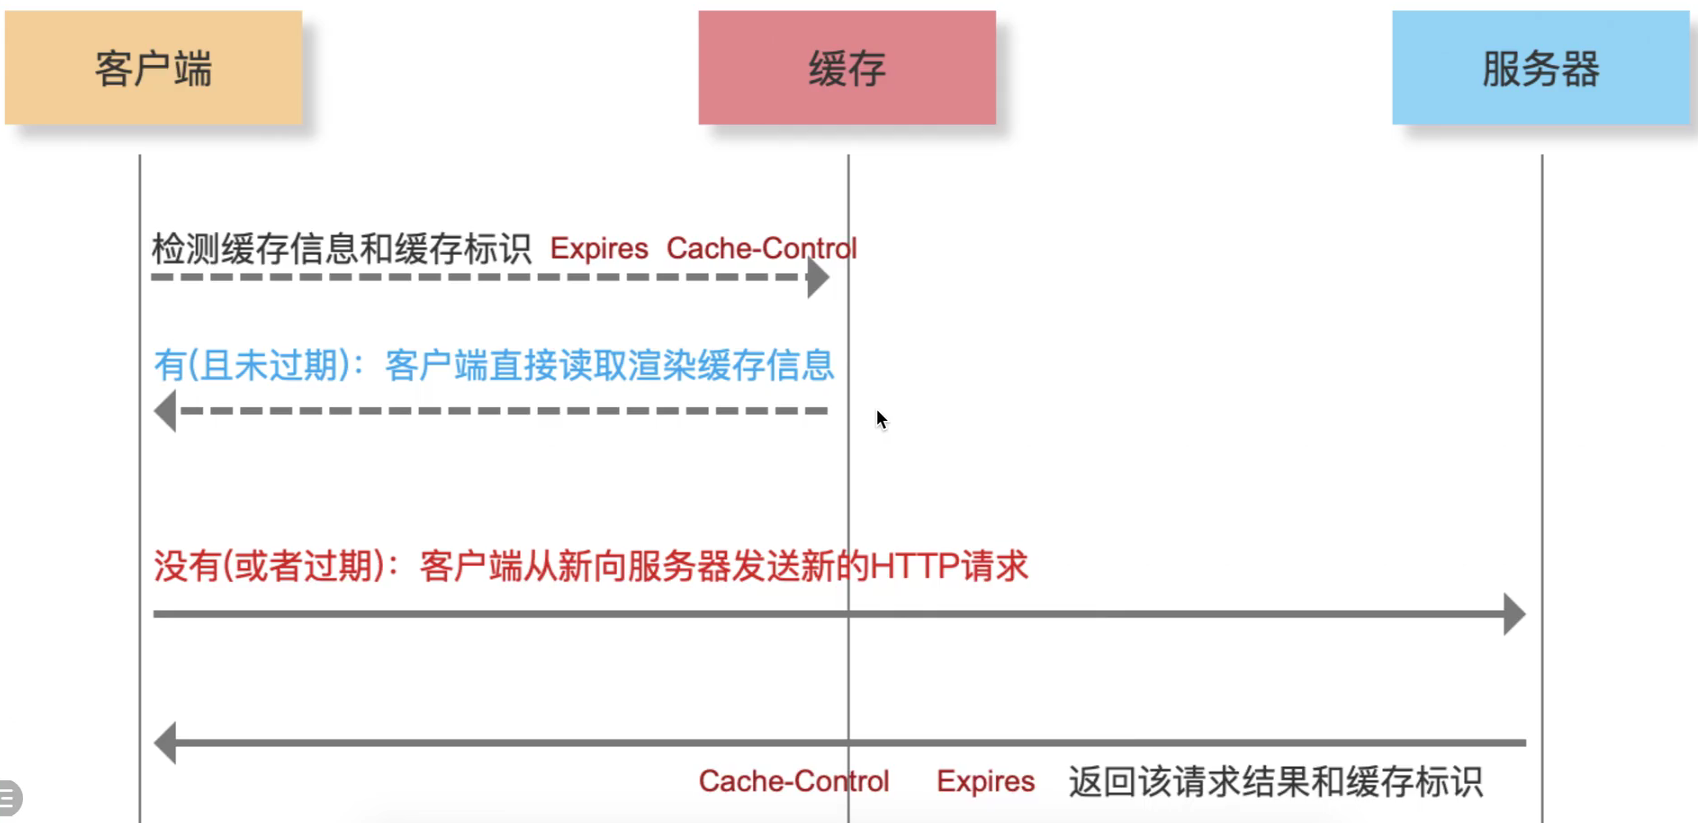 客户端
缓存
服务器
检测缓存信息和缓存标识 Expires Cache-Control
有(且未过期)：客户端直接读取渲染缓存信息
没有(或者过期)：客户端从新向服务器发送新的HTTP请求
Cache-Control Expires 返回该请求结果和缓存标识